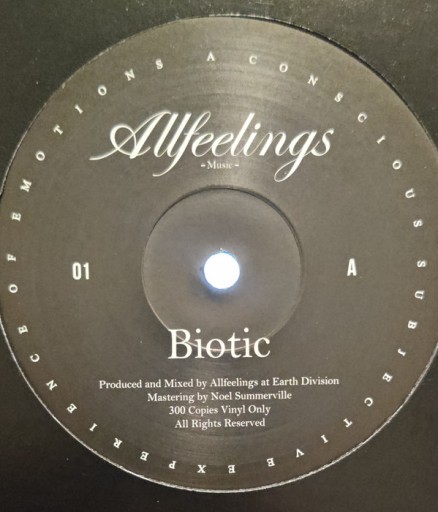 A CONSCIOUS SUBJECTIVE EXPERIENCE OF EMOTIONS
Allfeelings
- Music -
01
A
Biotic
Produced and Mixed by Allfeelings at Earth Division
Mastering by Noel Summerville
300 Copies Vinyl Only
All Rights Reserved